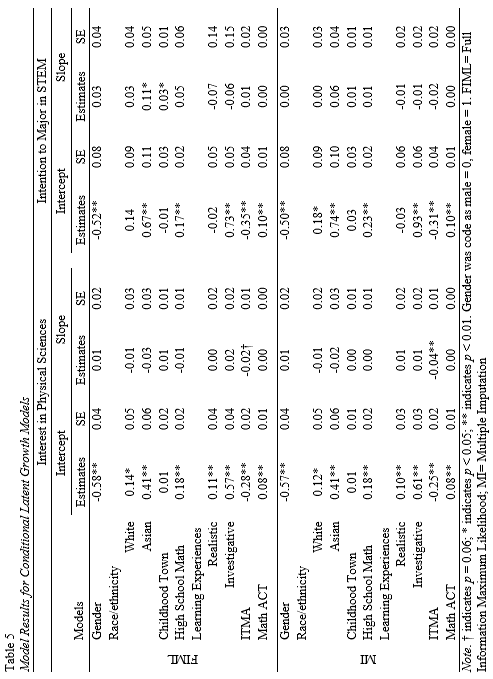 Table 5
Model Results for Conditional Latent Growth Models
Interest in Physical Sciences Intention to Major in STEM
Intercept Slope Intercept Slope
Models Estimates SE Estimates SE Estimates SE Estimates SE
FIML
Gender -0.58** 0.04 0.01 0.02 -0.52** 0.08 0.03 0.04
Race/ethnicity
White 0.14* 0.05 -0.01 0.03 0.14 0.09 0.03 0.04
Asian 0.41** 0.06 -0.03 0.03 0.67** 0.11 0.11* 0.05
Childhood Town 0.01 0.02 0.01 0.01 -0.01 0.03 0.03* 0.01
High School Math 0.18** 0.02 -0.01 0.01 0.17** 0.02 0.05 0.06
Learning Experiences
Realistic 0.11** 0.04 0.00 0.02 -0.02 0.05 -0.07 0.14
Investigative 0.57** 0.04 0.02 0.02 0.73** 0.05 -0.06 0.15
ITMA -0.28** 0.02 -0.02† 0.01 -0.35** 0.04 0.01 0.02
Math ACT 0.08** 0.01 0.00 0.00 0.10** 0.01 0.00 0.00
MI
Gender -0.57** 0.04 0.01 0.02 -0.50** 0.08 0.00 0.03
Race/ethnicity
White 0.12* 0.05 -0.01 0.02 0.18* 0.09 0.00 0.03
Asian 0.41** 0.06 -0.02 0.03 0.74** 0.10 0.06 0.04
Childhood Town 0.01 0.01 0.00 0.01 0.03 0.03 0.01 0.01
High School Math 0.18** 0.02 0.00 0.01 0.23** 0.02 0.01 0.01
Learning Experiences
Realistic 0.10** 0.03 0.01 0.02 -0.03 0.06 -0.01 0.02
Investigative 0.61** 0.03 0.01 0.02 0.93** 0.06 -0.01 0.02
ITMA -0.25** 0.02 -0.04** 0.01 -0.31** 0.04 -0.02 0.02
Math ACT 0.08** 0.01 0.00 0.00 0.10** 0.01 0.00 0.00
Note. † indicates p = 0.06; * indicates p < 0.05; ** indicates p < 0.01. Gender was code as male = 0, female = 1. FIML= Full
Information Maximum Likelihood; MI= Multiple Imputation